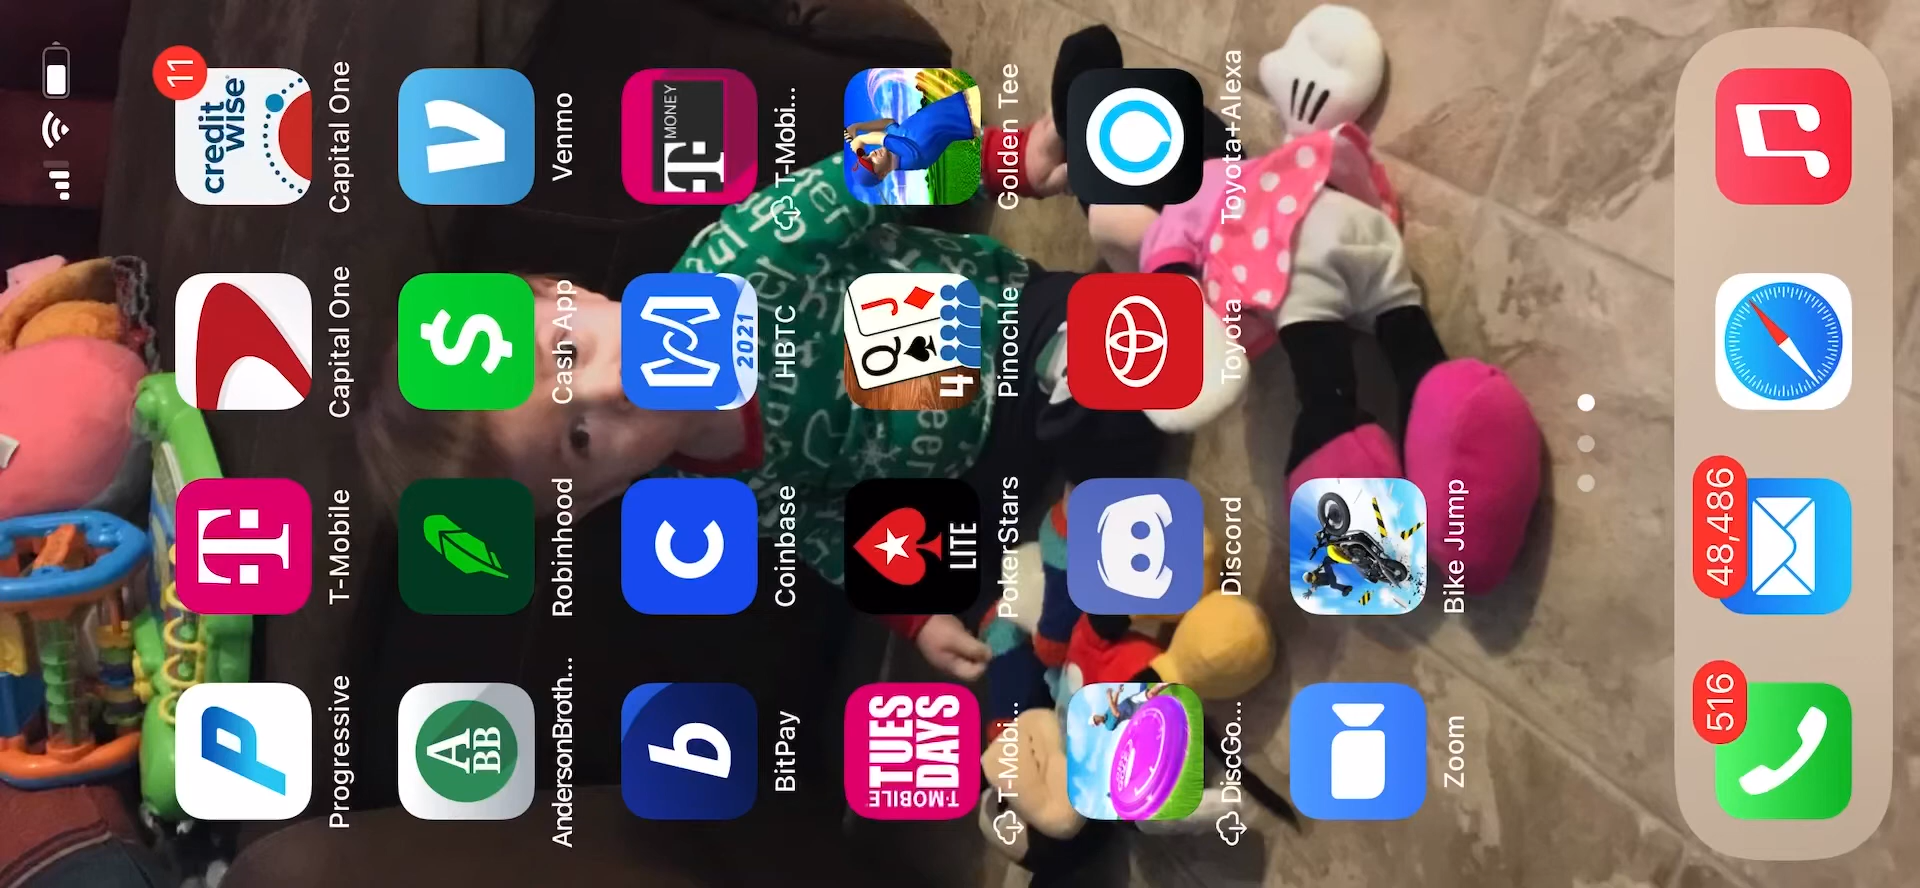 11
credit wise
Progressive
T-Mobile
Capital One
Capital One
A
BB
AndersonBroth...
Robinhood
Cash App
Venmo
BitPay
Coinbase
2021
HBTC
T MONEY
T-Mobi...
T-MOBILE
TUES
DAYS
T-Mobi...
LITE
PokerStars
Q J
4
Pinochle
Golden Tee
DiscGo...
Discord
Toyota
Toyota+Alexa
Zoom
Bike Jump
516
48,486